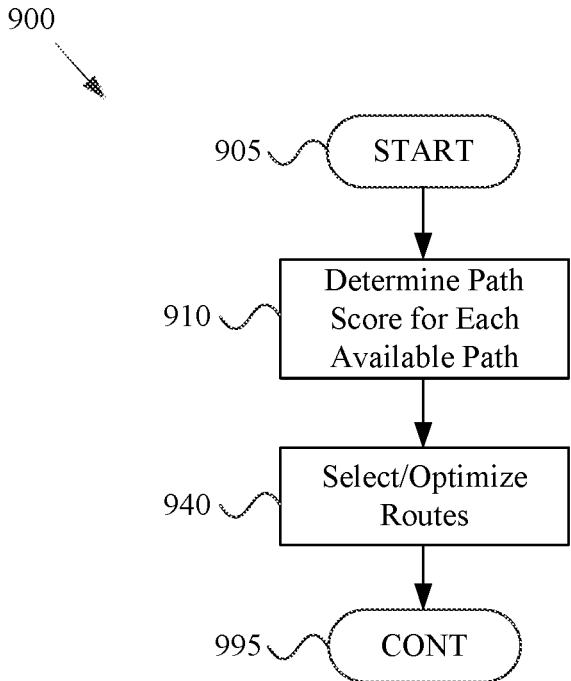 900
905
START
910
Determine Path
Score for Each
Available Path
940
Select/Optimize
Routes
995
CONT